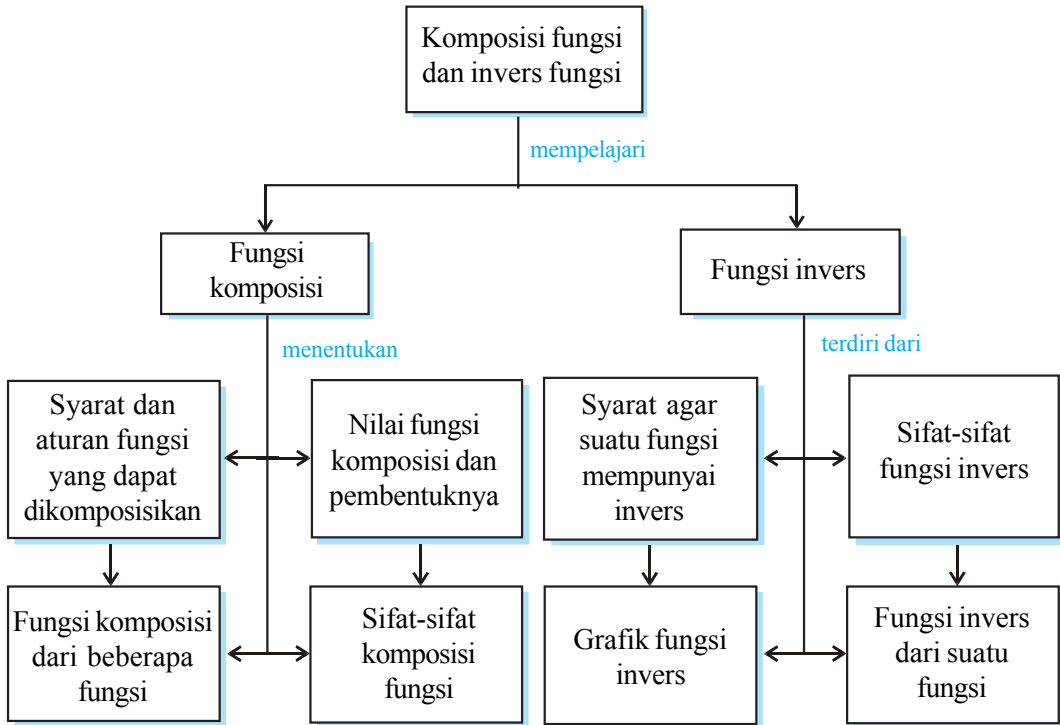 Komposisi fungsi
dan invers fungsi
mempelajari
Fungsi
komposisi
Fungsi invers
menentukan
terdiri dari
Syarat dan
aturan fungsi
yang dapat
dikomposisikan
Nilai fungsi
komposisi dan
pembentuknya
Syarat agar
suatu fungsi
mempunyai
invers
Sifat-sifat
fungsi invers
Fungsi komposisi
dari beberapa
fungsi
Sifat-sifat
komposisi
fungsi
Grafik fungsi
invers
Fungsi invers
dari suatu
fungsi